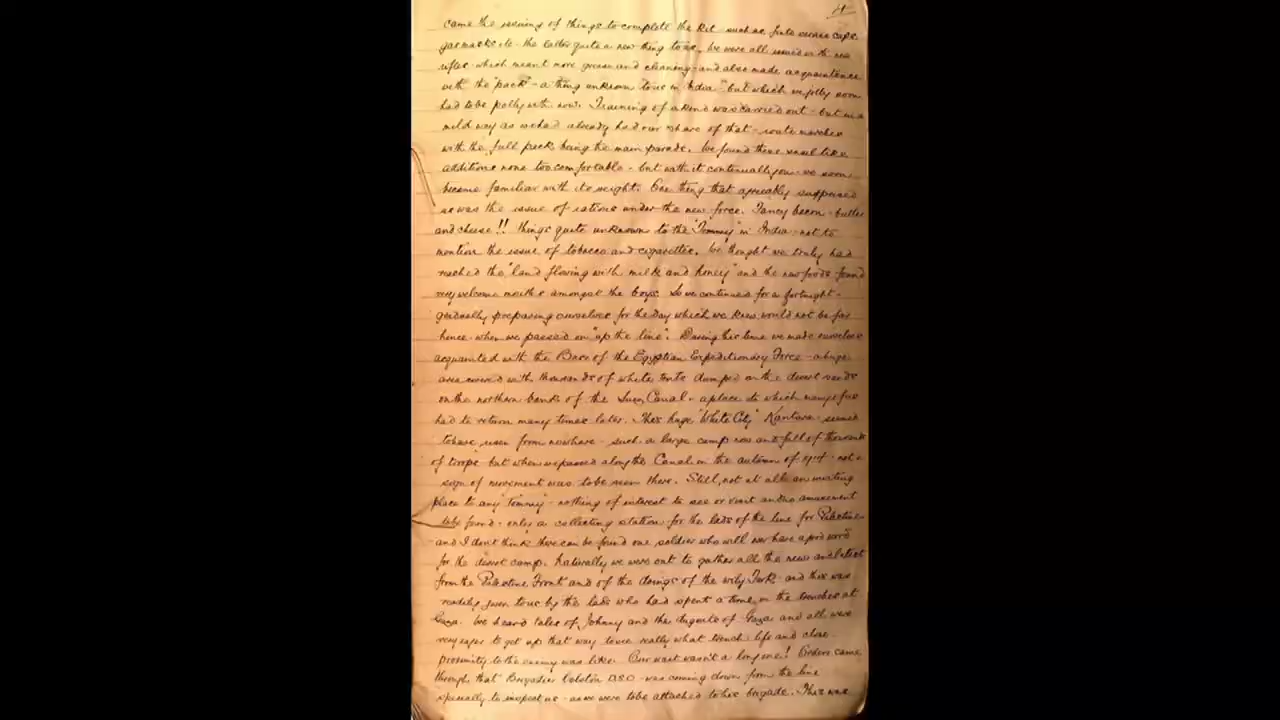 4
came the issuing of things to complete the kit such as
gas masks etc - the latter quite a new thing to us. We were all issued with new
rifles - which meant more grease and cleaning - and also made acquaintance
with the "pack" - a thing unknown to us in India - but which we jolly soon
had to be pally with now. Training of a kind was carried out - but in a
mild way as we had already had our share of that - route marches
with the full pack being the main parade. We found these snail like
additions none too comfortable - but with it continually on you we soon
became familiar with its weight. One thing that agreeably surprised
us was the issue of rations under the new force. Fancy bacon - butter
and cheese!! things quite unknown to the "Tommy" in India - not to
mention the issue of tobacco and cigarettes. We thought we truly had
reached the "land flowing with milk and honey" and the new foods found
very welcome mouths amongst the boys. So we continued for a fortnight -
gradually preparing ourselves for the day which we knew would not be far
hence - when we passed on "up the line". During this time we made ourselves
acquainted with the Base of the Egyptian Expeditionary Force - a huge
area covered with thousands of white tents dumped on the desert sands
on the northern banks of the Suez Canal - a place to which many of us
had to return many times later. This huge "White City" Kantara - seemed
to have risen from nowhere - such a large camp now and full of thousands
of troops but when we passed along the Canal in the autumn of 1914 - not a
sign of movement was to be seen there. Still, not at all an inviting
place to any "Tommy" - nothing of interest to see or visit and no amusement
to be found - only a collecting station for the lads of the line for Palestine
- and I don't think there can be found one soldier who will ever have a good word
for the desert camp. Naturally we were out to gather all the news and latest
from the Palestine Front and of the doings of the wily Turk - and this was
readily given to us by the lads who had spent a time in the trenches at
Gaza. We heard tales of Johnny and the of Gaza and all were
very eager to get up that way to see really what trench life and close
proximity to the enemy was like. Our wait wasn't a long one! Orders came
through that Brigadier D.S.O. - was coming down from the line
specially to inspect us - as we were to be attached to his brigade. This was